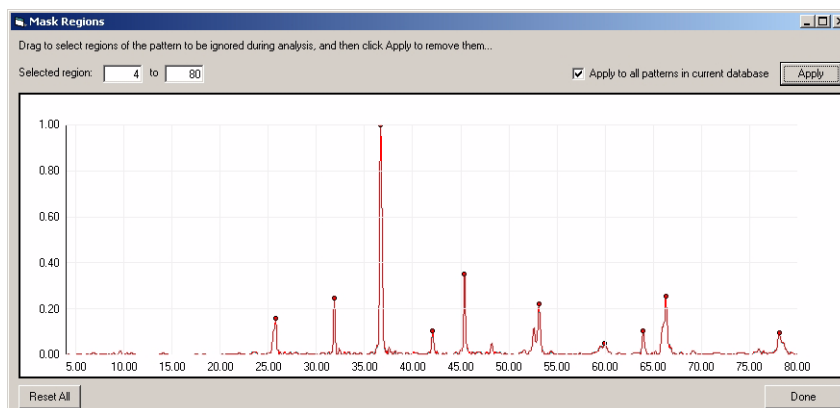 Mask Regions
Drag to select regions of the pattern to be ignored during analysis, and then click Apply to remove them...
Selected region: 4 to 80 Apply to all patterns in current database Apply
1.00
0.80
0.60
0.40
0.20
0.00
5.00 10.00 15.00 20.00 25.00 30.00 35.00 40.00 45.00 50.00 55.00 60.00 65.00 70.00 75.00 80.00
Reset All Done